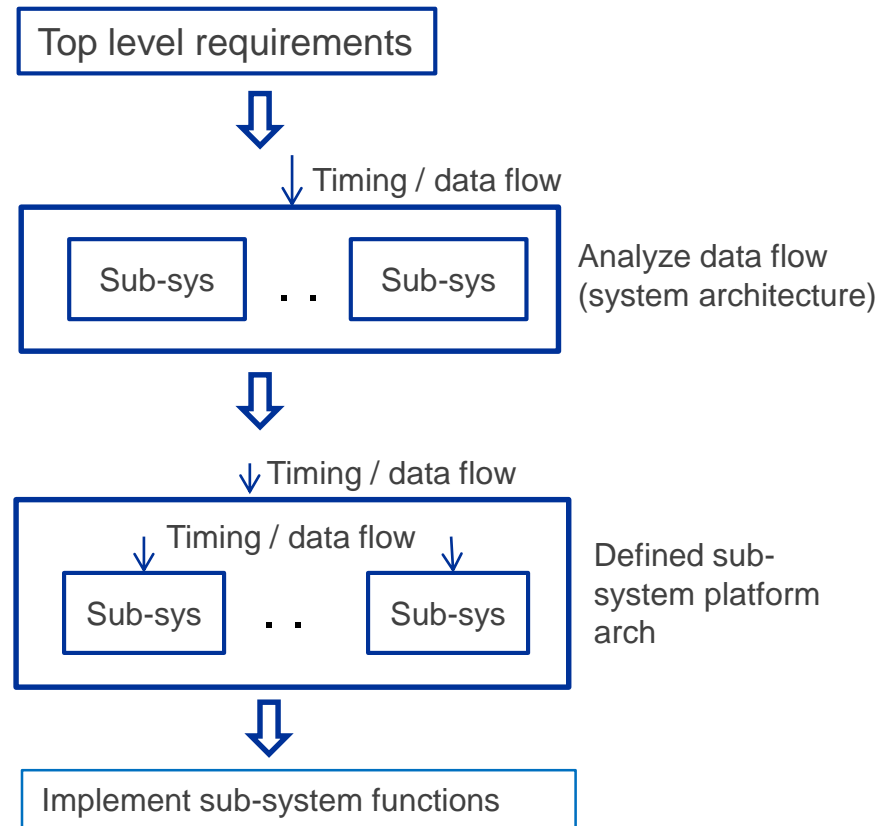 Top level requirements
Timing / data flow
Sub-sys . . Sub-sys
Analyze data flow
(system architecture)
Timing / data flow
Timing / data flow
Sub-sys . . Sub-sys
Defined sub-
system platform
arch
Implement sub-system functions